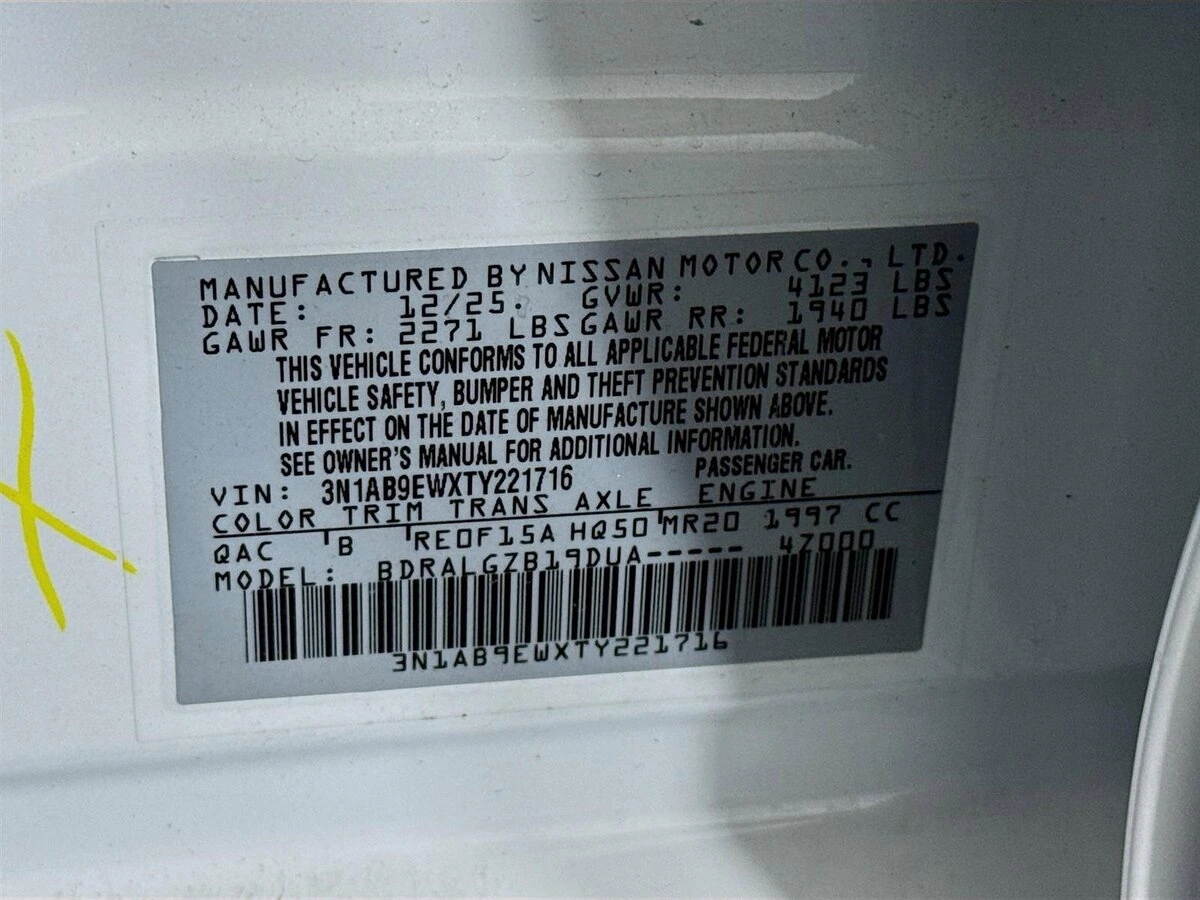 MANUFACTURED BY NISSAN MOTOR CO., LTD.
DATE: 12/25. GVWR: 4123 LBS
GAWR FR: 2271 LBS GAWR RR: 1940 LBS
THIS VEHICLE CONFORMS TO ALL APPLICABLE FEDERAL MOTOR
VEHICLE SAFETY, BUMPER AND THEFT PREVENTION STANDARDS
IN EFFECT ON THE DATE OF MANUFACTURE SHOWN ABOVE.
SEE OWNER'S MANUAL FOR ADDITIONAL INFORMATION.
VIN: 3N1AB9EWXTY221716 PASSENGER CAR.
COLOR TRIM TRANS AXLE ENGINE
QAC B RE0F15A HQ50 MR20 1997 CC
MODEL: BDRALGZB19DUA----- 47000
3N1AB9EWXTY221716